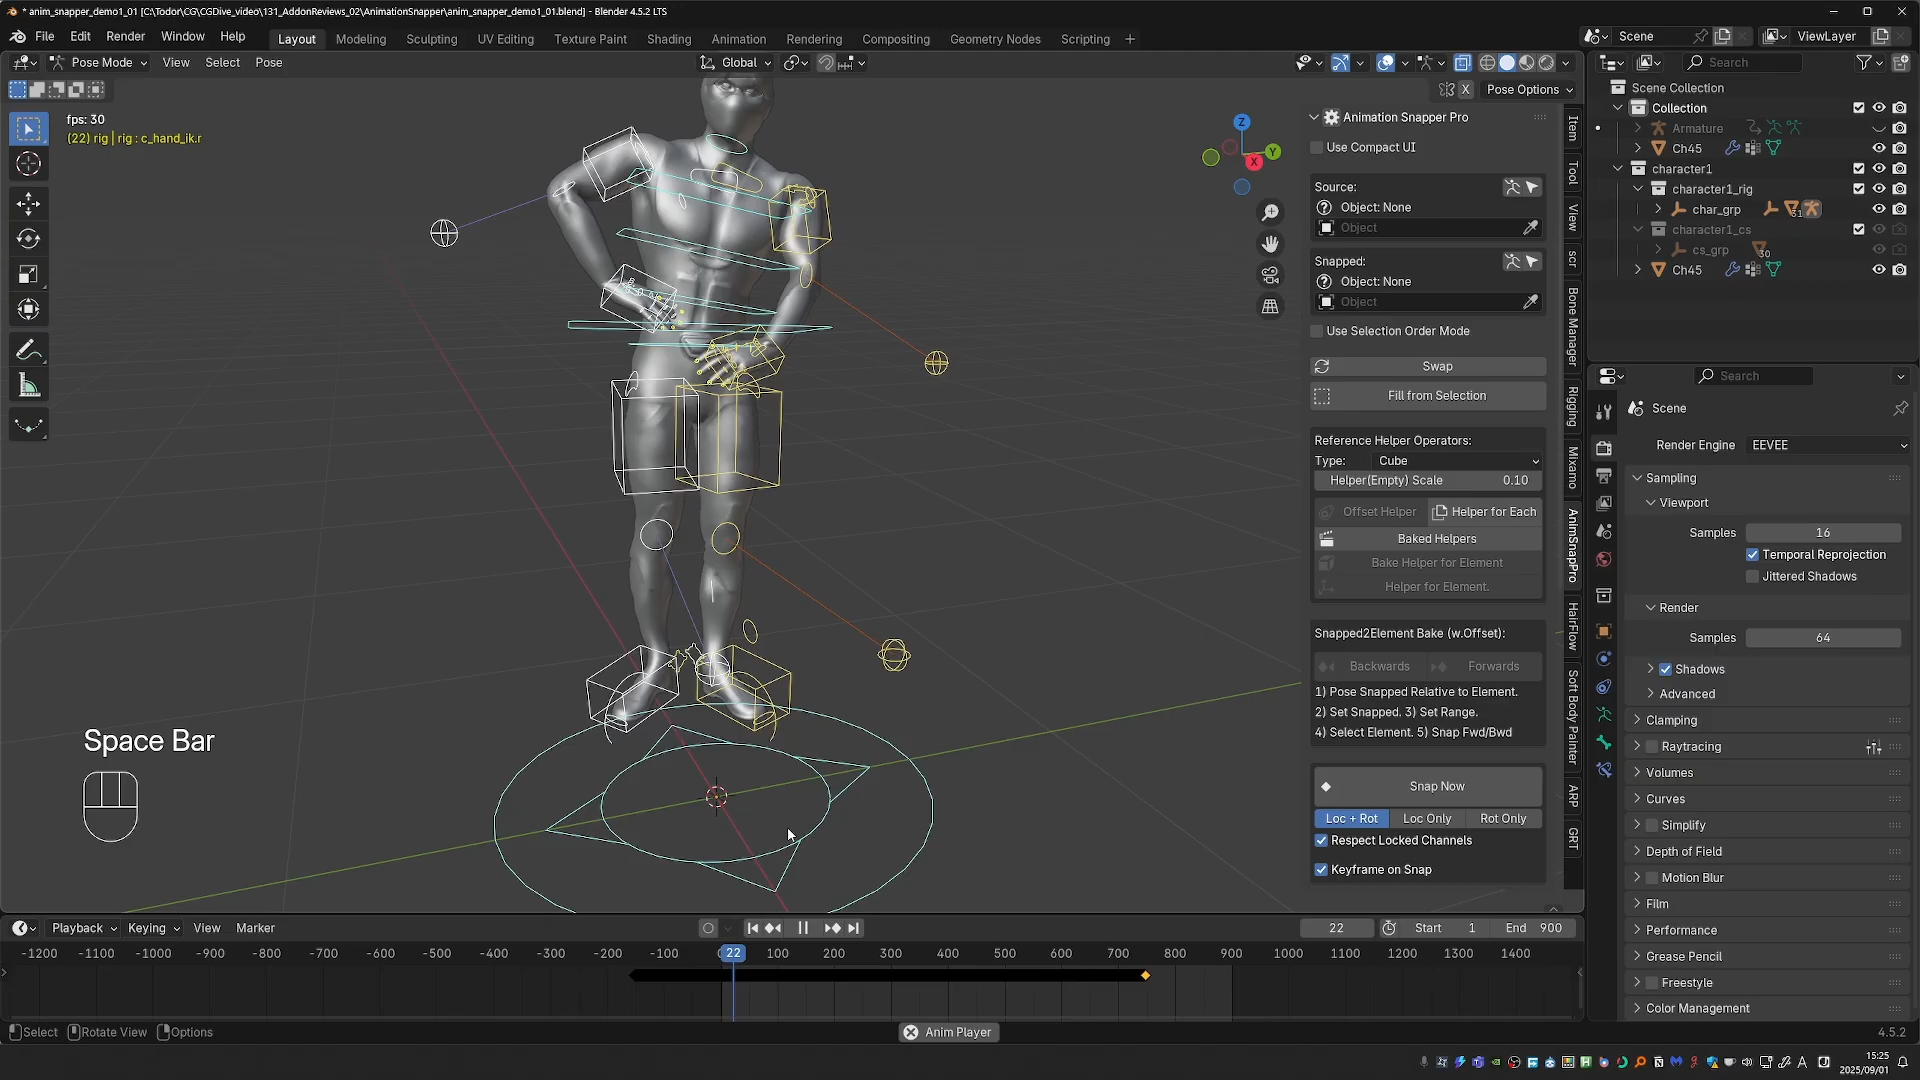 * anim_snapper_demo1_01 [C:\Todor\CG\CGDive_video\131_AddonReviews_02\AnimationSnapper\anim_snapper_demo1_01.blend] - Blender 4.5.2 LTS
File Edit Render Window Help Layout Modeling Sculpting UV Editing Texture Paint Shading Animation Rendering Compositing Geometry Nodes Scripting + Scene ViewLayer
Pose Mode View Select Pose Global Search
X Pose Options
fps: 30
(22) rig | rig : c_hand_ik.r
Z
Y
X
Animation Snapper Pro
Use Compact UI
Source:
Object: None
Object
Snapped:
Object: None
Object
Use Selection Order Mode
Swap
Fill from Selection
Reference Helper Operators:
Type: Cube
Helper(Empty) Scale 0.10
Offset Helper Helper for Each
Baked Helpers
Bake Helper for Element
Helper for Element.
Snapped2Element Bake (w.Offset):
Backwards Forwards
1) Pose Snapped Relative to Element.
2) Set Snapped. 3) Set Range.
4) Select Element. 5) Snap Fwd/Bwd
Snap Now
Loc + Rot Loc Only Rot Only
Respect Locked Channels
Keyframe on Snap
Item
Tool
View
scr
Bone Manager
Rigging
Mixamo
AnimSnapPro
HairFlow
Soft Body Painter
ARP
GRT
Scene Collection
Collection
Armature
Ch45
character1
character1_rig
char_grp 31
character1_cs
cs_grp 30
Ch45
Search
Scene
Render Engine EEVEE
Sampling
Viewport
Samples 16
Temporal Reprojection
Jittered Shadows
Render
Samples 64
Shadows
Advanced
Clamping
Raytracing
Volumes
Curves
Simplify
Depth of Field
Motion Blur
Film
Performance
Grease Pencil
Freestyle
Color Management
Space Bar
Playback Keying View Marker 22 Start 1 End 900
-1200 -1100 -1000 -900 -800 -700 -600 -500 -400 -300 -200 -100 22 100 200 300 400 500 600 700 800 900 1000 1100 1200 1300 1400
Select Rotate View Options Anim Player 4.5.2
15:25
2025/09/01